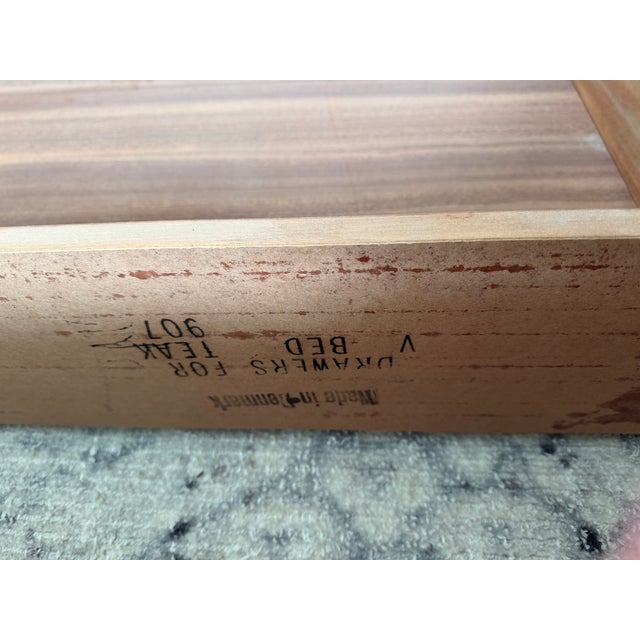 Made in Denmark
DRAWERS FOR
V BED TEAK
907